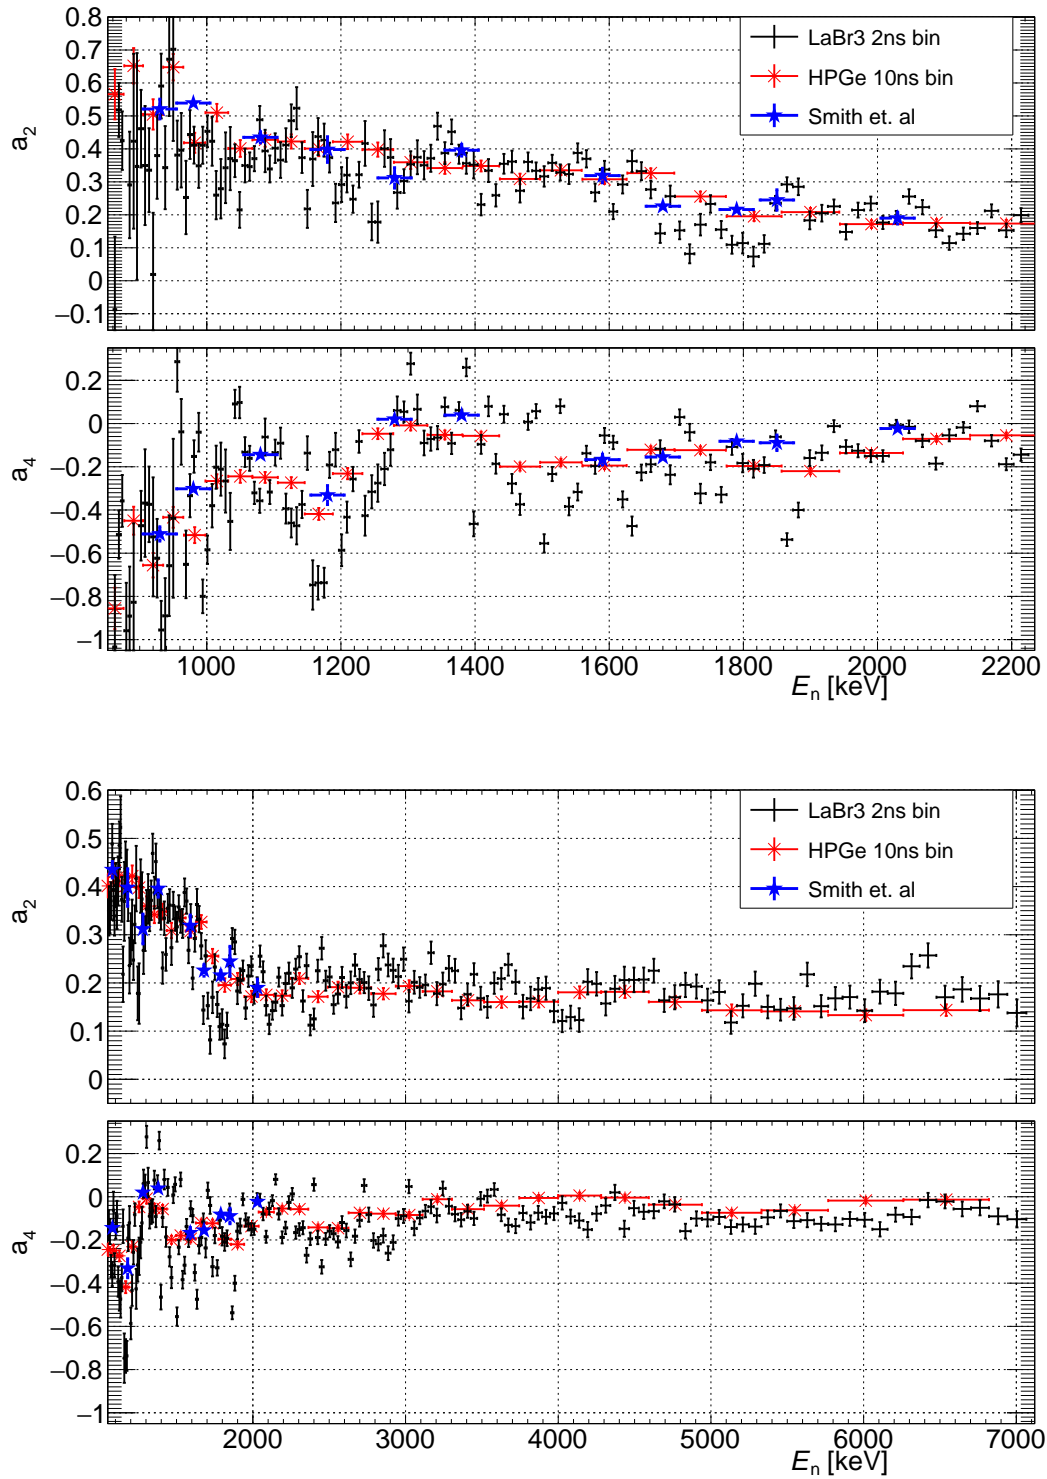 0.8
0.7
0.6
0.5
0.4
0.3
0.2
0.1
0
−0.1
a2
LaBr3 2ns bin
HPGe 10ns bin
Smith et. al
0.2
0
−0.2
−0.4
−0.6
−0.8
−1
a4
1000 1200 1400 1600 1800 2000 2200
En [keV]
0.6
0.5
0.4
0.3
0.2
0.1
0
a2
LaBr3 2ns bin
HPGe 10ns bin
Smith et. al
0.2
0
−0.2
−0.4
−0.6
−0.8
−1
a4
2000 3000 4000 5000 6000 7000
En [keV]